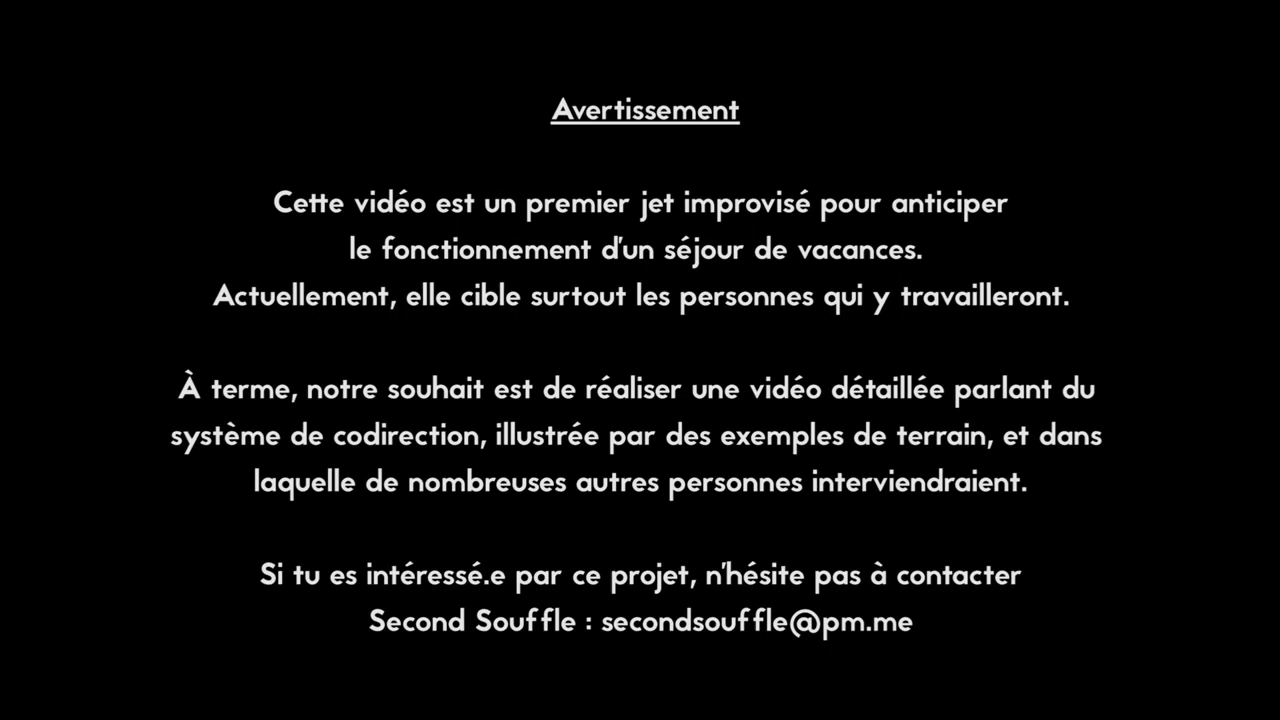 Avertissement
Cette vidéo est un premier jet improvisé pour anticiper
le fonctionnement d'un séjour de vacances.
Actuellement, elle cible surtout les personnes qui y travailleront.
À terme, notre souhait est de réaliser une vidéo détaillée parlant du
système de codirection, illustrée par des exemples de terrain, et dans
laquelle de nombreuses autres personnes interviendraient.
Si tu es intéressé.e par ce projet, n'hésite pas à contacter
Second Souffle : secondsouffle@pm.me